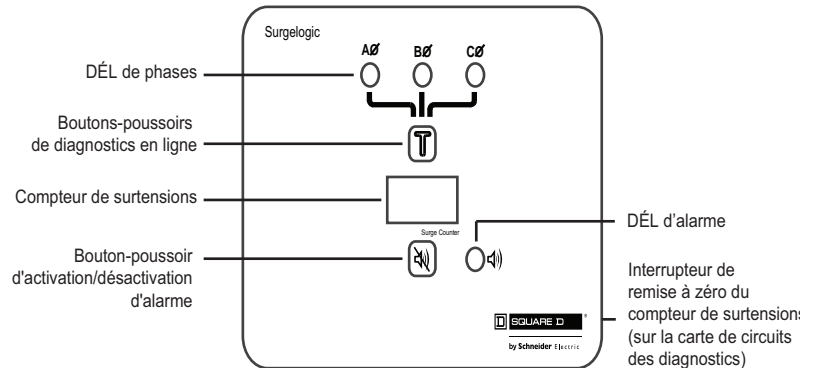 Surgelogic
AØ BØ CØ
DÉL de phases
Boutons-poussoirs
de diagnostics en ligne
T
Compteur de surtensions
Surge Counter
Bouton-poussoir
d'activation/désactivation
d'alarme
DÉL d'alarme
Interrupteur de
remise à zéro du
compteur de surtensions
(sur la carte de circuits
des diagnostics)
D SQUARE D ®
by Schneider Electric